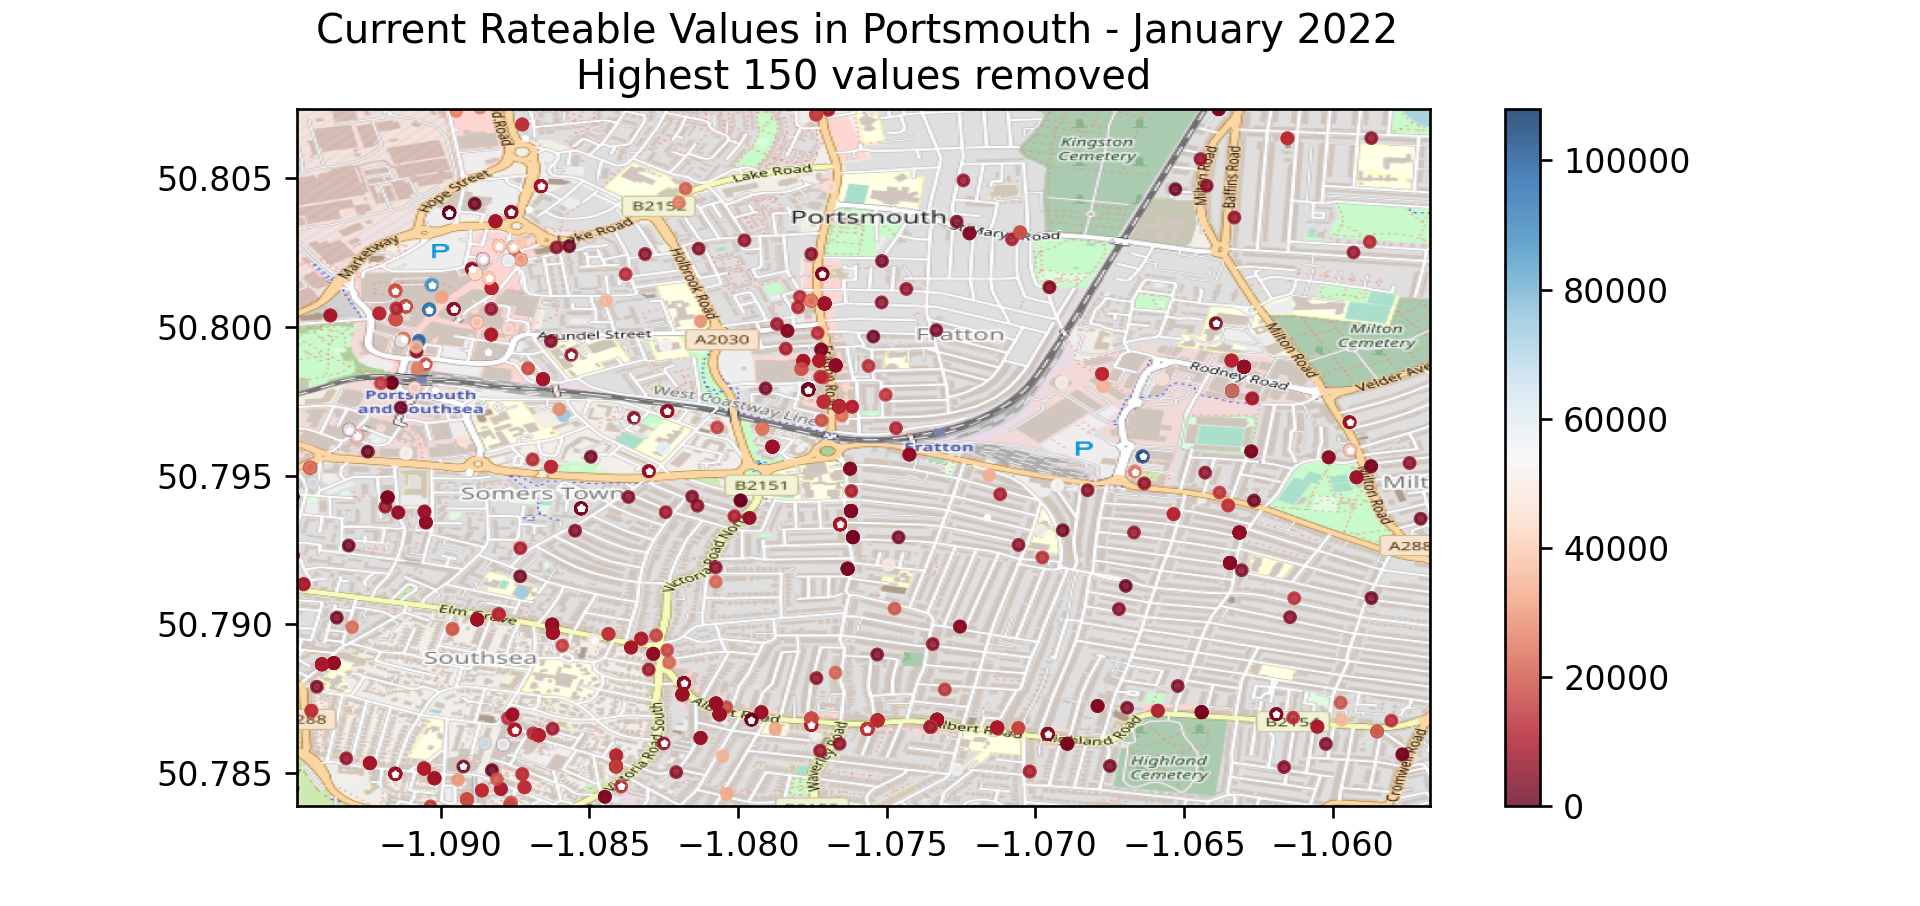 Current Rateable Values in Portsmouth - January 2022
Highest 150 values removed
50.805
50.800
50.795
50.790
50.785
−1.090
−1.085
−1.080
−1.075
−1.070
−1.065
−1.060
100000
80000
60000
40000
20000
0
Hope Street
Marketway
P
Lake Road
B2152
Lake Road
Holbrook Road
Portsmouth
Kingston
Cemetery
Milton Road
Baffins Road
Arundel Street
A2030
Fratton
Milton Road
Milton
Cemetery
Rodney Road
Velder Ave
Portsmouth
and Southsea
West Coastway Line
Fratton
P
Somers Town
B2151
Milton Road
Milt
A288
Victoria Road No
Elm Grove
Southsea
288
Albert Road
Victoria Road South
Waverley Road
lbert Road
Highland Road
B2154
Highland
Cemetery
Cromwell Road